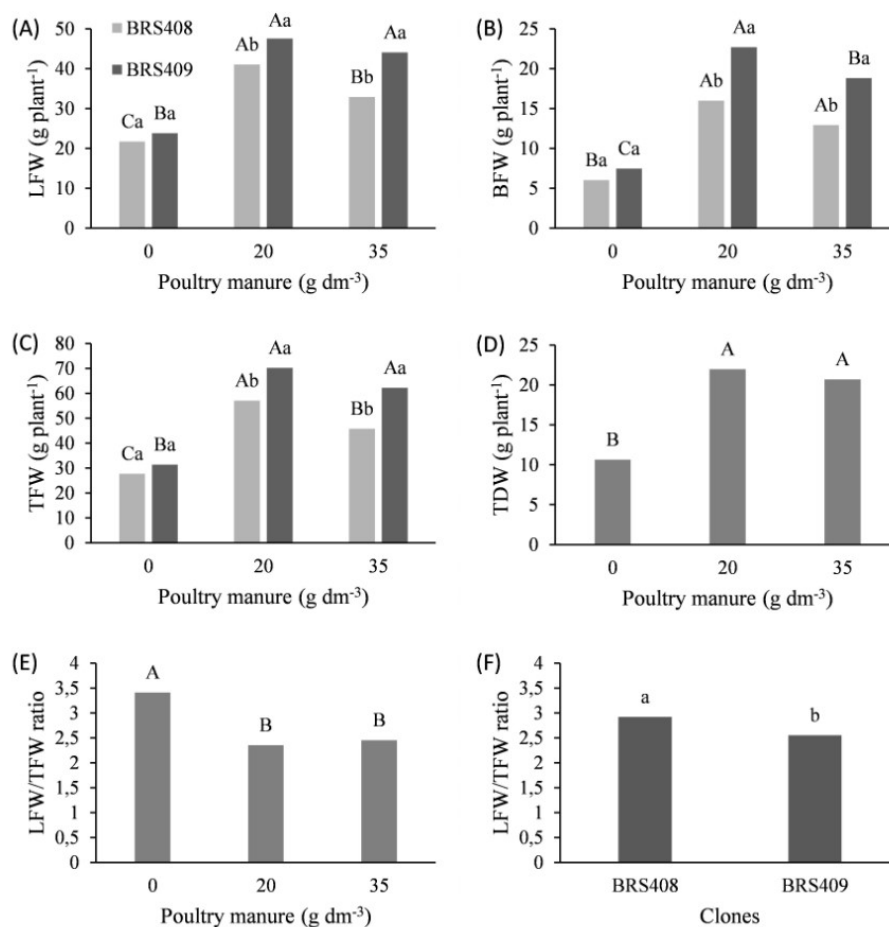 (A)
BRS408
BRS409
LFW (g plant⁻¹)
50
40
30
20
10
0
Ca
Ba
Ab
Aa
Bb
Aa
0 20 35
Poultry manure (g dm⁻³)
(B)
BFW (g plant⁻¹)
25
20
15
10
5
0
Ba
Ca
Ab
Aa
Ab
Ba
0 20 35
Poultry manure (g dm⁻³)
(C)
TFW (g plant⁻¹)
80
70
60
50
40
30
20
10
0
Ca
Ba
Ab
Aa
Bb
Aa
0 20 35
Poultry manure (g dm⁻³)
(D)
TDW (g plant⁻¹)
25
20
15
10
5
0
B
A
A
0 20 35
Poultry manure (g dm⁻³)
(E)
LFW/TFW ratio
4
3,5
3
2,5
2
1,5
1
0,5
0
A
B
B
0 20 35
Poultry manure (g dm⁻³)
(F)
LFW/TFW ratio
4
3,5
3
2,5
2
1,5
1
0,5
0
a
b
BRS408 BRS409
Clones